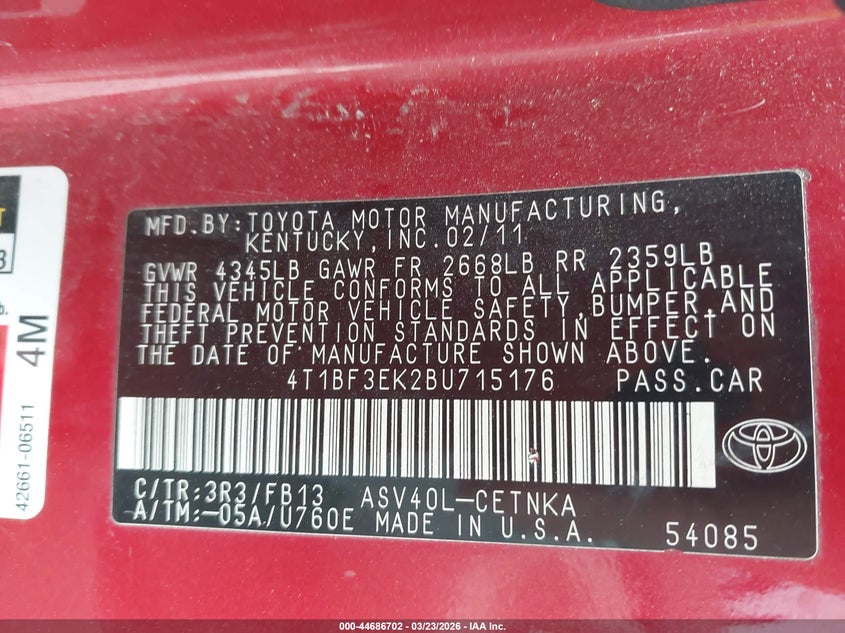 MFD. BY: TOYOTA MOTOR MANUFACTURING,
KENTUCKY, INC. 02/11
GVWR 4345LB GAWR FR 2668LB RR 2359LB
THIS VEHICLE CONFORMS TO ALL APPLICABLE
FEDERAL MOTOR VEHICLE SAFETY, BUMPER, AND
THEFT PREVENTION STANDARDS IN EFFECT ON
THE DATE OF MANUFACTURE SHOWN ABOVE.
4T1BF3EK2BU715176 PASS. CAR
C/TR: 3R3/FB13 ASV40L-CETNKA
A/TM: -05A/U760E MADE IN U.S.A.
54085
4M
42661-06511
000-44686702 - 03/23/2026 - IAA Inc.